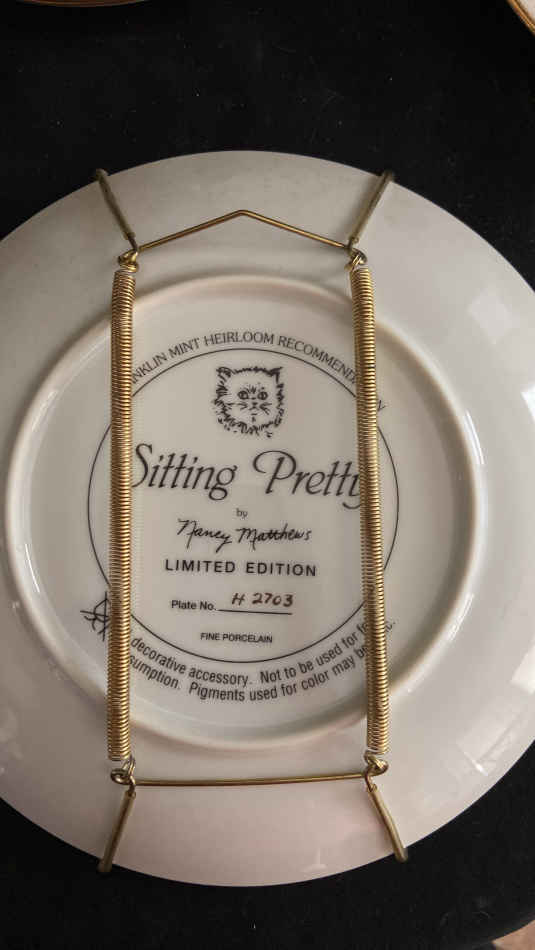 NKLIN MINT HEIRLOOM RECOMMEND
Sitting Pretty
by
Nancy Matthews
LIMITED EDITION
Plate No. H 2703
FINE PORCELAIN
decorative accessory. Not to be used for fo
sumption. Pigments used for color may be